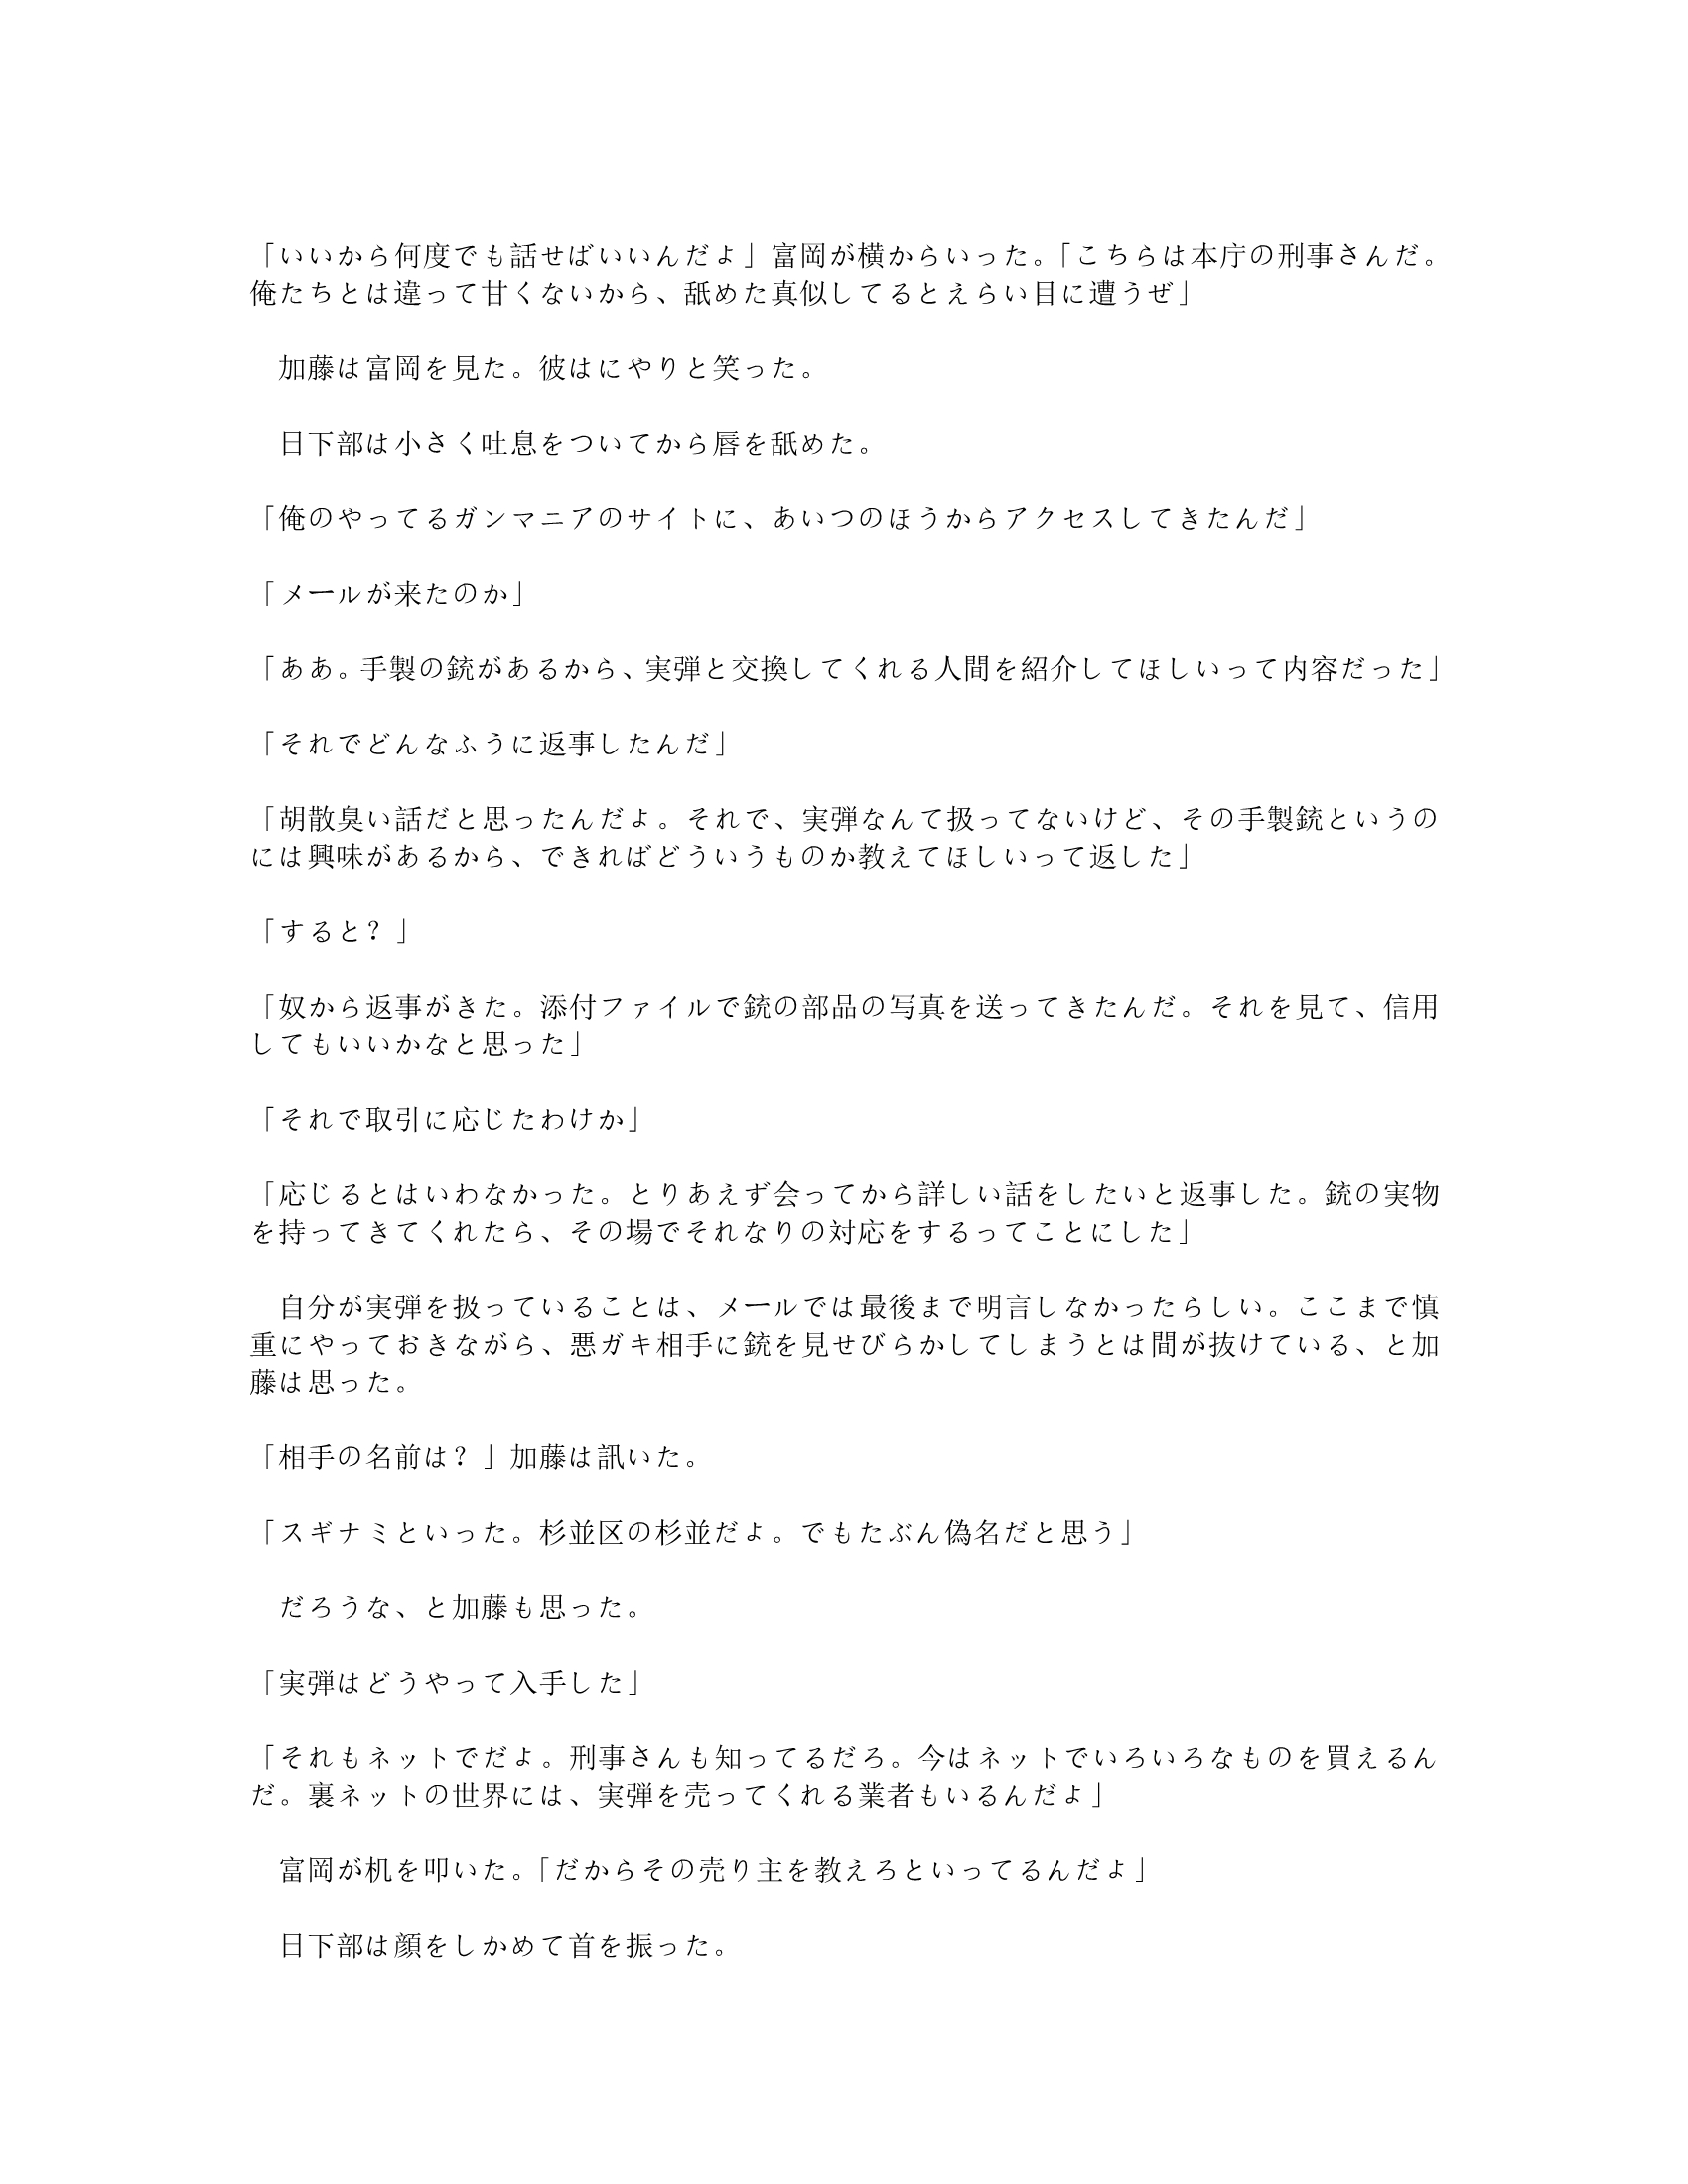 「いいから何度でも話せばいいんだよ」富岡が横からいった。「こちらは本庁の刑事さんだ。
俺たちとは違って甘くないから、舐めた真似してるとえらい目に遭うぜ」
　加藤は富岡を見た。彼はにやりと笑った。
　日下部は小さく吐息をついてから唇を舐めた。
「俺のやってるガンマニアのサイトに、あいつのほうからアクセスしてきたんだ」
「メールが来たのか」
「ああ。手製の銃があるから、実弾と交換してくれる人間を紹介してほしいって内容だった」
「それでどんなふうに返事したんだ」
「胡散臭い話だと思ったんだよ。それで、実弾なんて扱ってないけど、その手製銃というの
には興味があるから、できればどういうものか教えてほしいって返した」
「すると？」
「奴から返事がきた。添付ファイルで銃の部品の写真を送ってきたんだ。それを見て、信用
してもいいかなと思った」
「それで取引に応じたわけか」
「応じるとはいわなかった。とりあえず会ってから詳しい話をしたいと返事した。銃の実物
を持ってきてくれたら、その場でそれなりの対応をするってことにした」
　自分が実弾を扱っていることは、メールでは最後まで明言しなかったらしい。ここまで慎
重にやっておきながら、悪ガキ相手に銃を見せびらかしてしまうとは間が抜けている、と加
藤は思った。
「相手の名前は？」加藤は訊いた。
「スギナミといった。杉並区の杉並だよ。でもたぶん偽名だと思う」
　だろうな、と加藤も思った。
「実弾はどうやって入手した」
「それもネットでだよ。刑事さんも知ってるだろ。今はネットでいろいろなものを買えるん
だ。裏ネットの世界には、実弾を売ってくれる業者もいるんだよ」
　富岡が机を叩いた。「だからその売り主を教えろといってるんだよ」
　日下部は顔をしかめて首を振った。